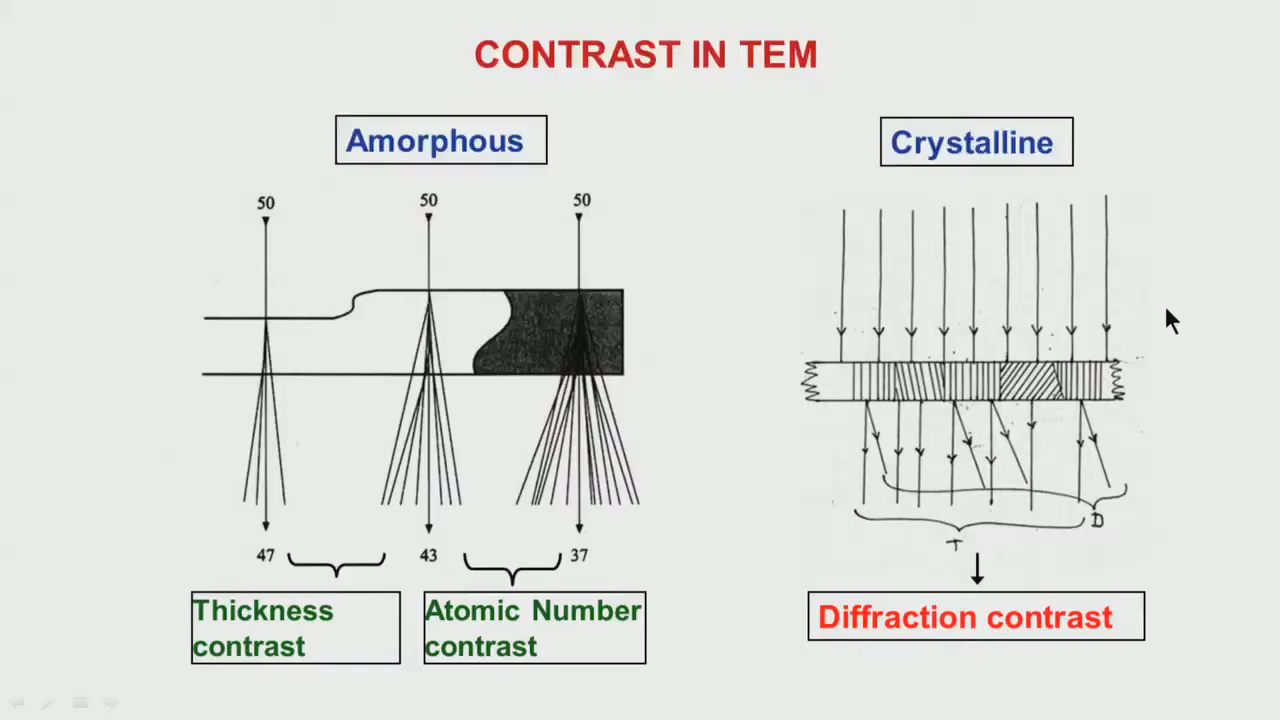 CONTRAST IN TEM
Amorphous
Crystalline
50
50
50
47
43
37
T
D
Thickness
contrast
Atomic Number
contrast
Diffraction contrast